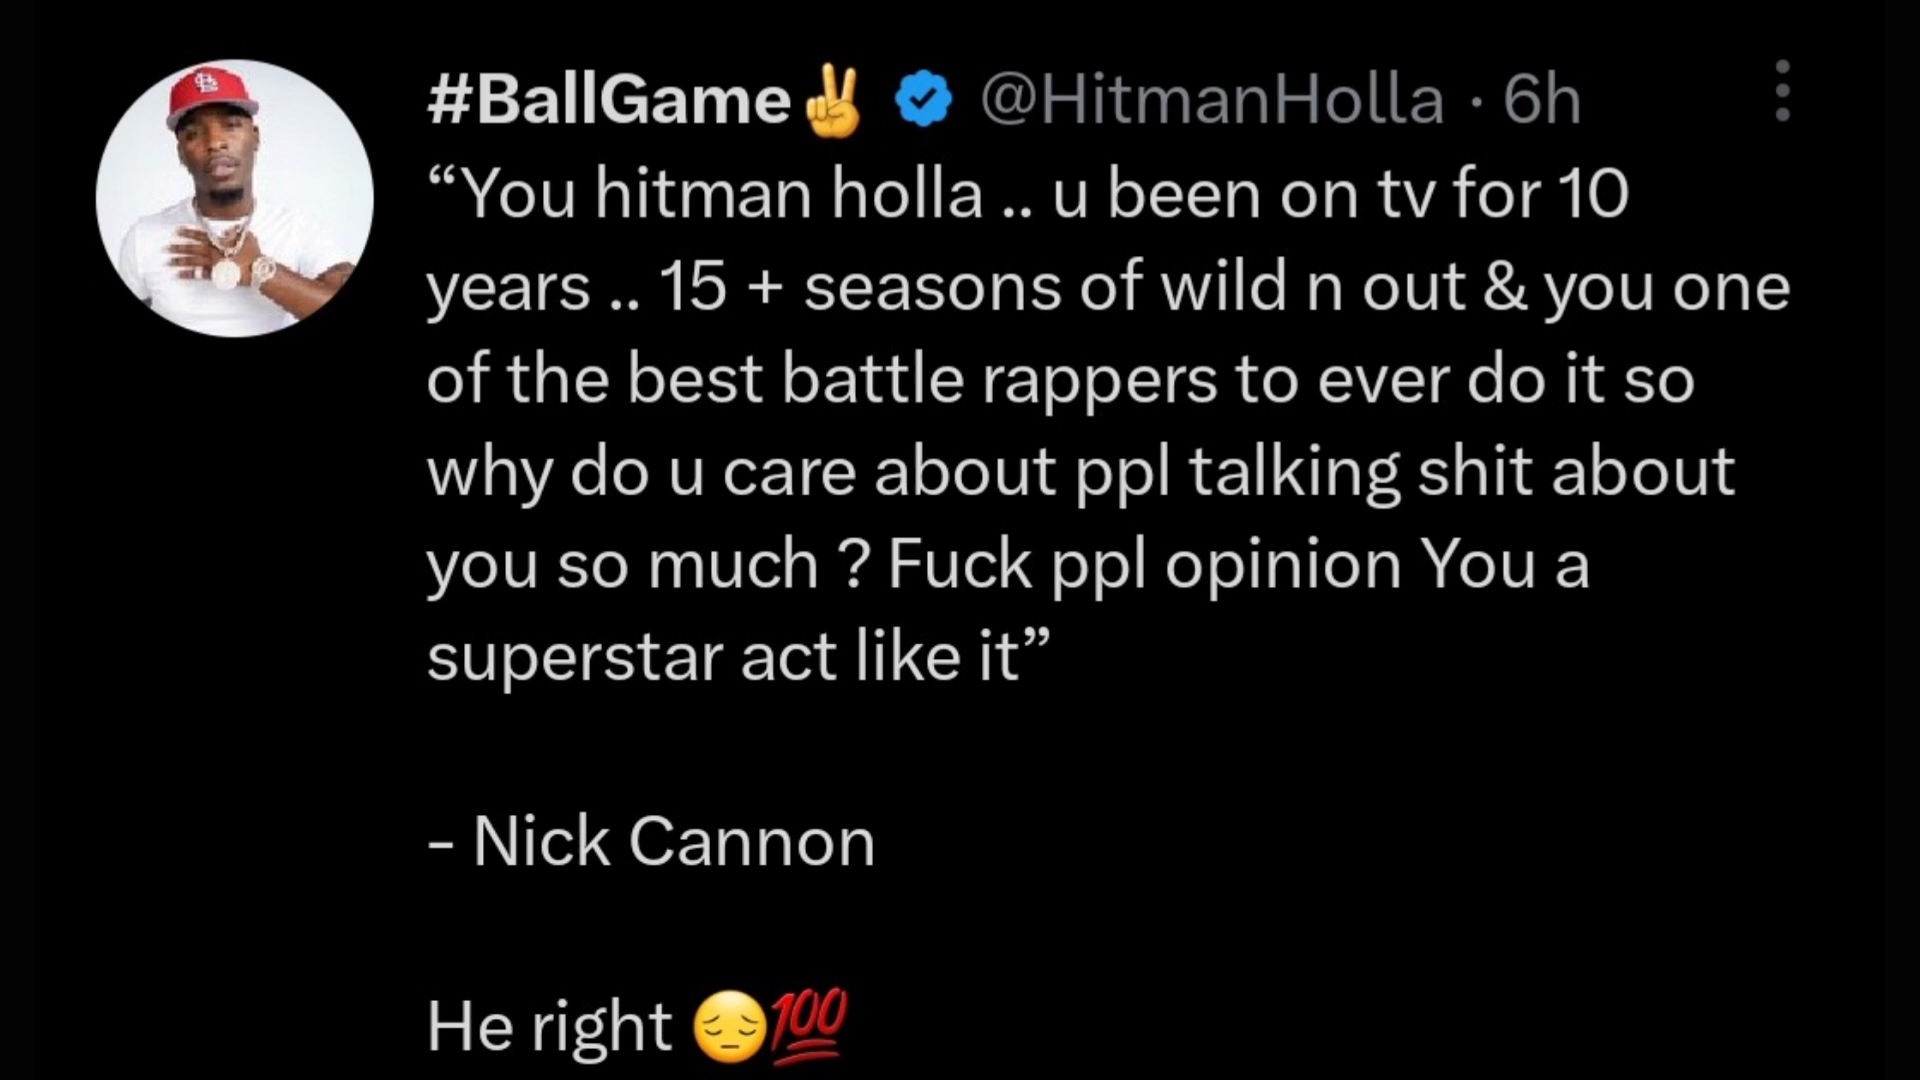 #BallGame✌️ @HitmanHolla · 6h
“You hitman holla .. u been on tv for 10
years .. 15 + seasons of wild n out & you one
of the best battle rappers to ever do it so
why do u care about ppl talking shit about
you so much ? Fuck ppl opinion You a
superstar act like it”
- Nick Cannon
He right 😔💯